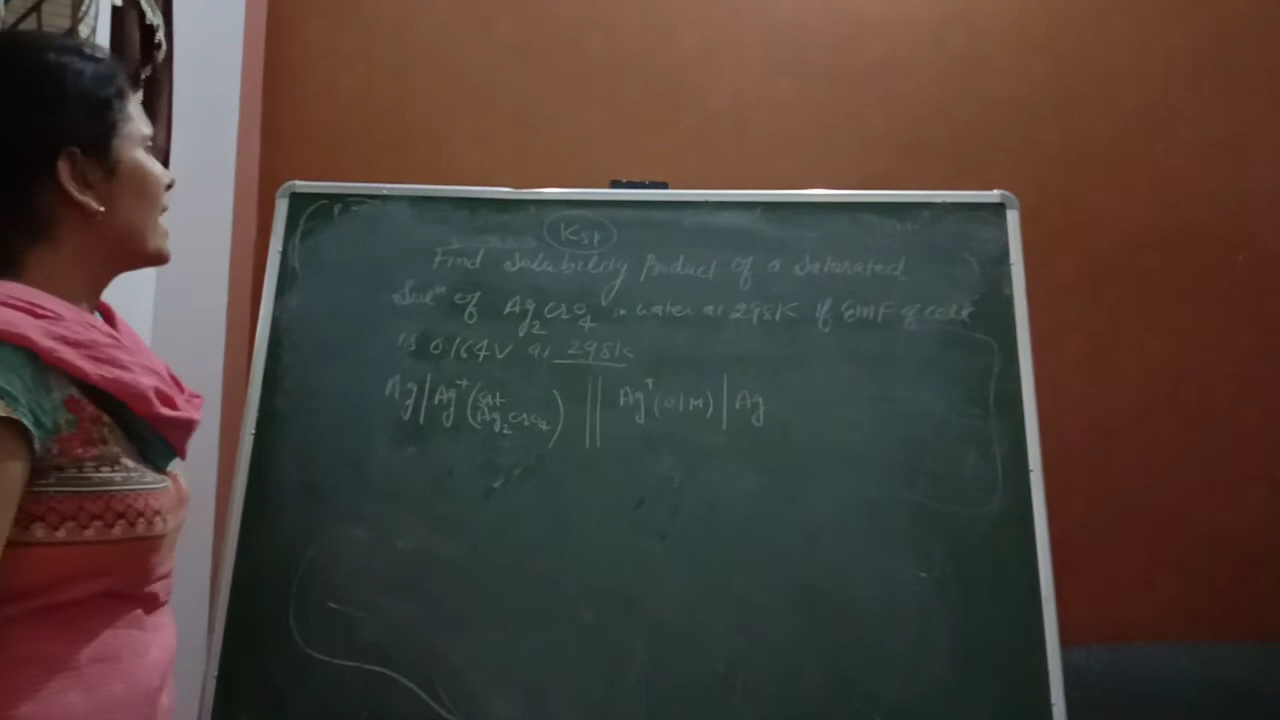 Ksp
Find Solubility Product of a Saturated
Solⁿ of Ag₂CrO₄ in water at 298K if EMF of cell
is 0.164V at 298K
Ag | Ag⁺ (sat Ag₂CrO₄) || Ag⁺ (0.1M) | Ag